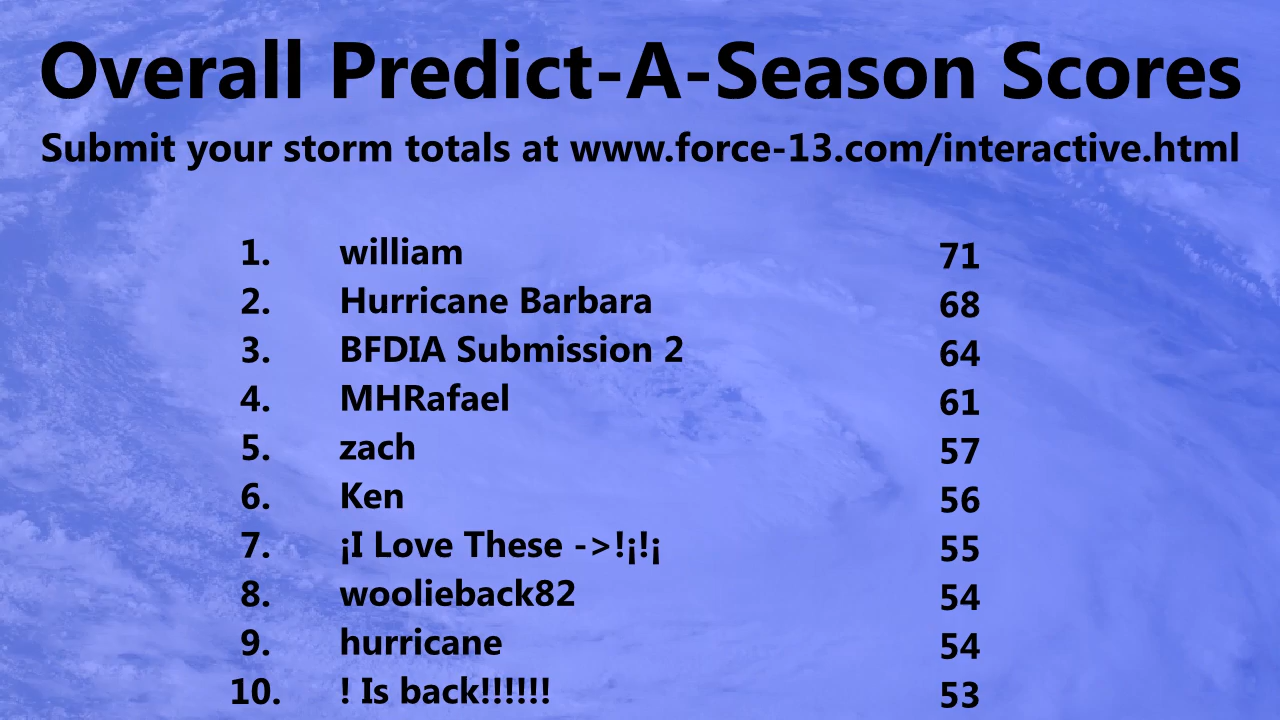 Overall Predict-A-Season Scores
Submit your storm totals at www.force-13.com/interactive.html
1. william 71
2. Hurricane Barbara 68
3. BFDIA Submission 2 64
4. MHRafael 61
5. zach 57
6. Ken 56
7. ¡I Love These ->!¡!¡ 55
8. woolieback82 54
9. hurricane 54
10. ! Is back!!!!!! 53